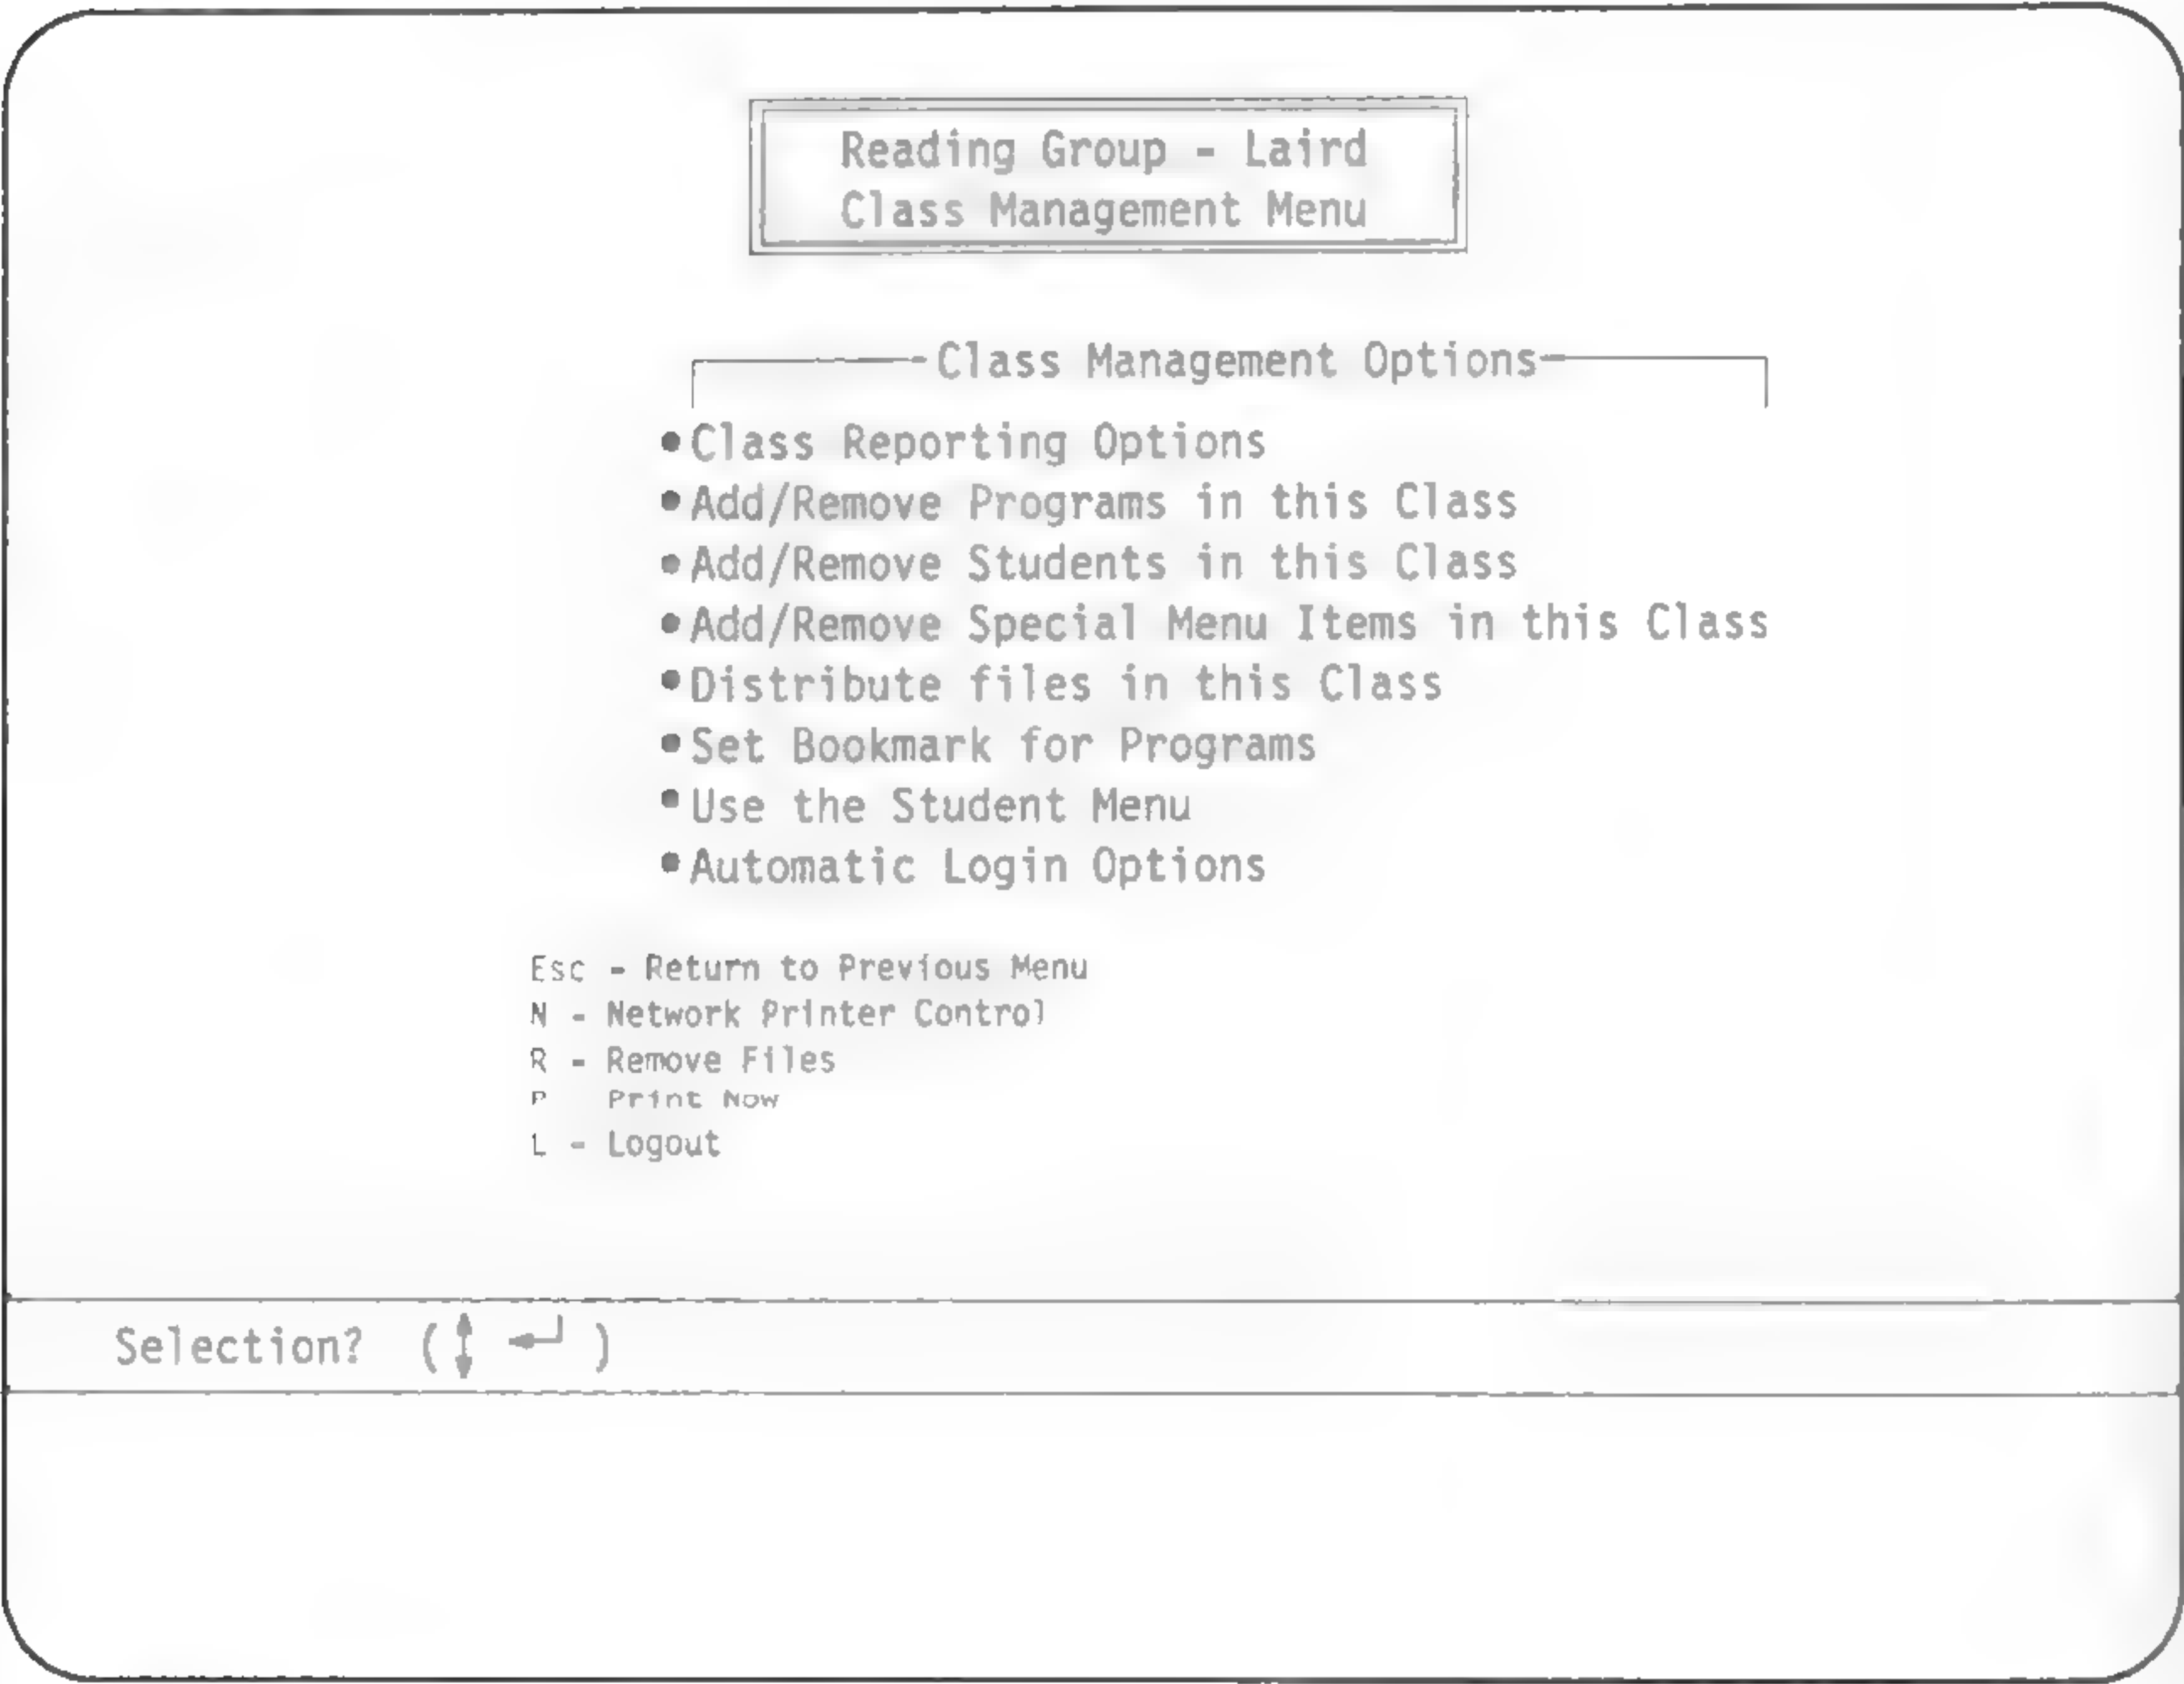 Reading Group - Laird
Class Management Menu
Class Management Options
•Class Reporting Options
•Add/Remove Programs in this Class
•Add/Remove Students in this Class
•Add/Remove Special Menu Items in this Class
•Distribute files in this Class
•Set Bookmark for Programs
•Use the Student Menu
•Automatic Login Options
Esc - Return to Previous Menu
N - Network Printer Control
R - Remove Files
P Print Now
L - Logout
Selection? (↕ ↵ )